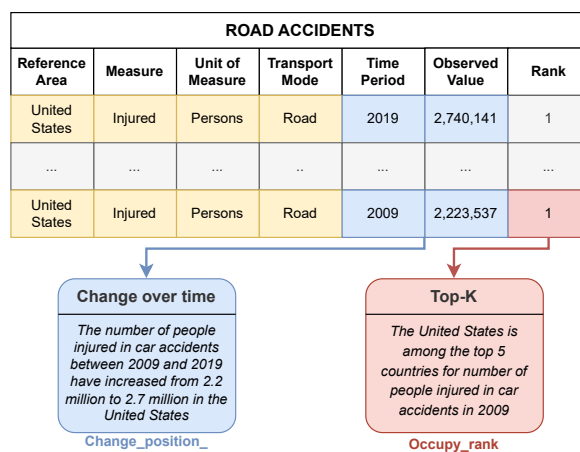 ROAD ACCIDENTS
Reference Area Measure Unit of Measure Transport Mode Time Period Observed Value Rank
United States Injured Persons Road 2019 2,740,141 1
... ... ... .. ... ... ...
United States Injured Persons Road 2009 2,223,537 1
Change over time
The number of people
injured in car accidents
between 2009 and 2019
have increased from 2.2
million to 2.7 million in the
United States
Change_position_
Top-K
The United States is
among the top 5
countries for number of
people injured in car
accidents in 2009
Occupy_rank